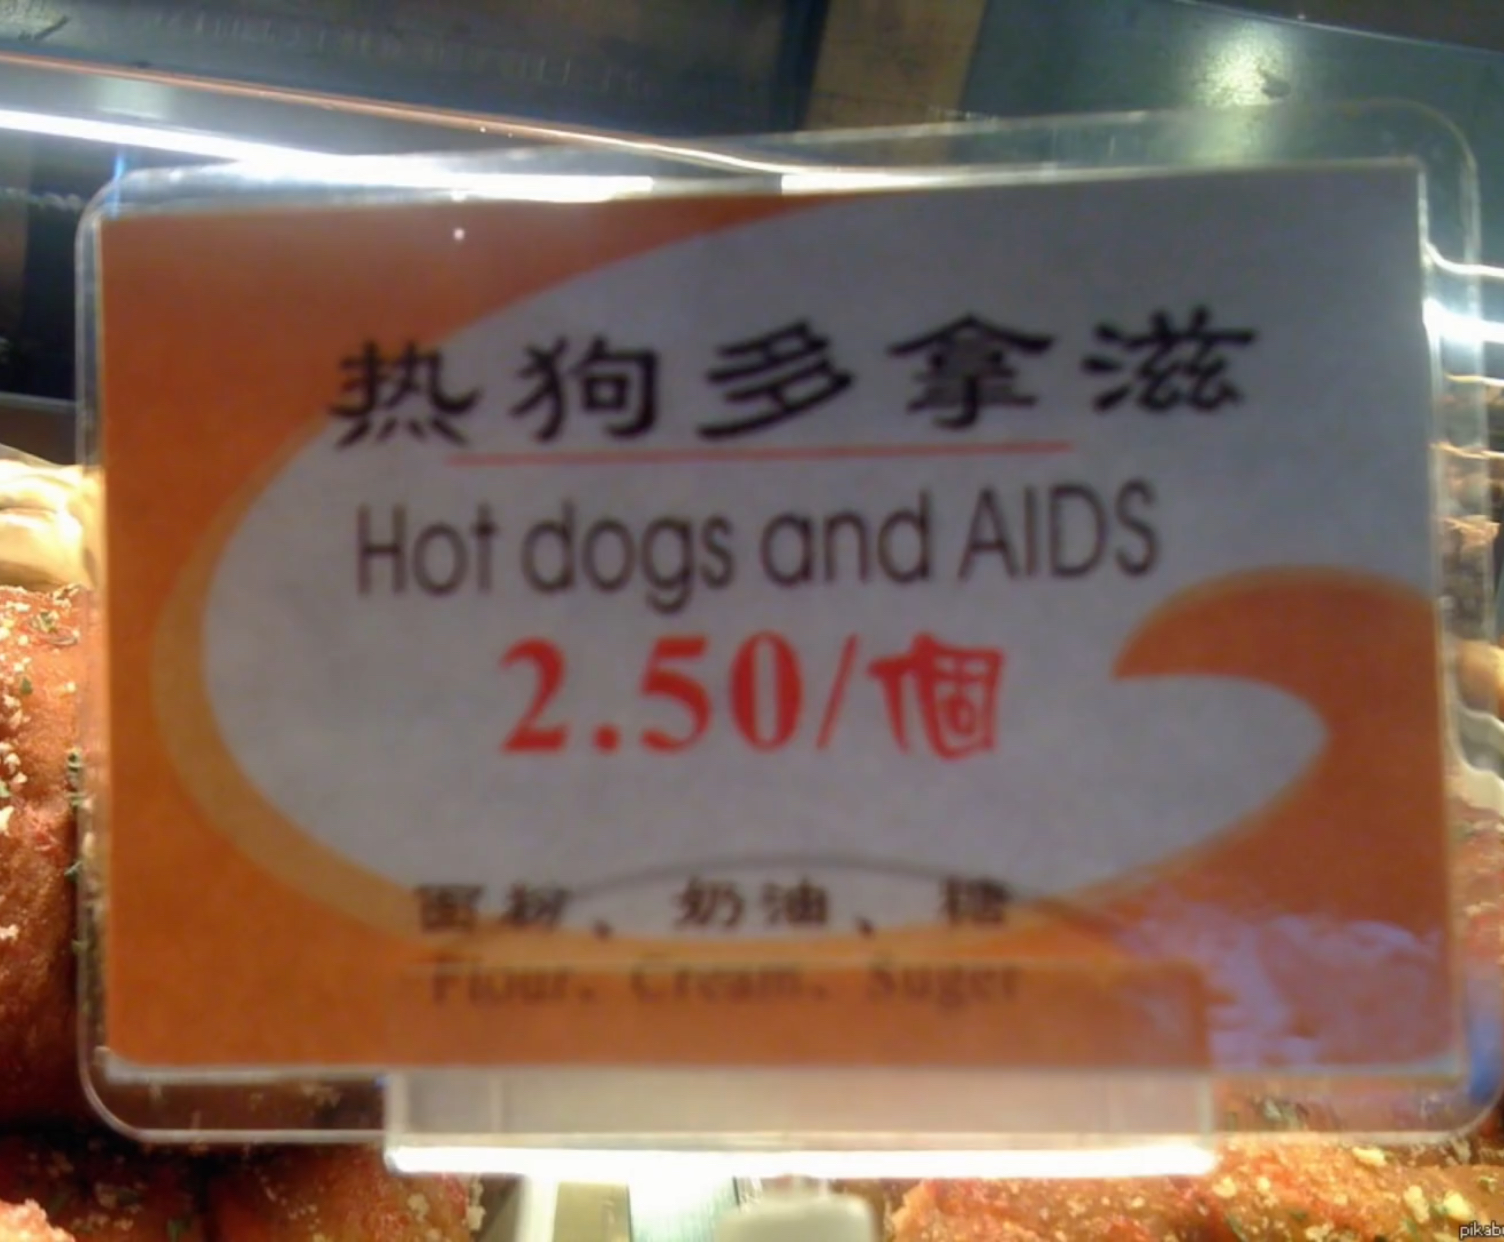 热狗多拿滋
Hot dogs and AIDS
2.50/個
面粉、奶油、糖
Flour、Cream、Suger